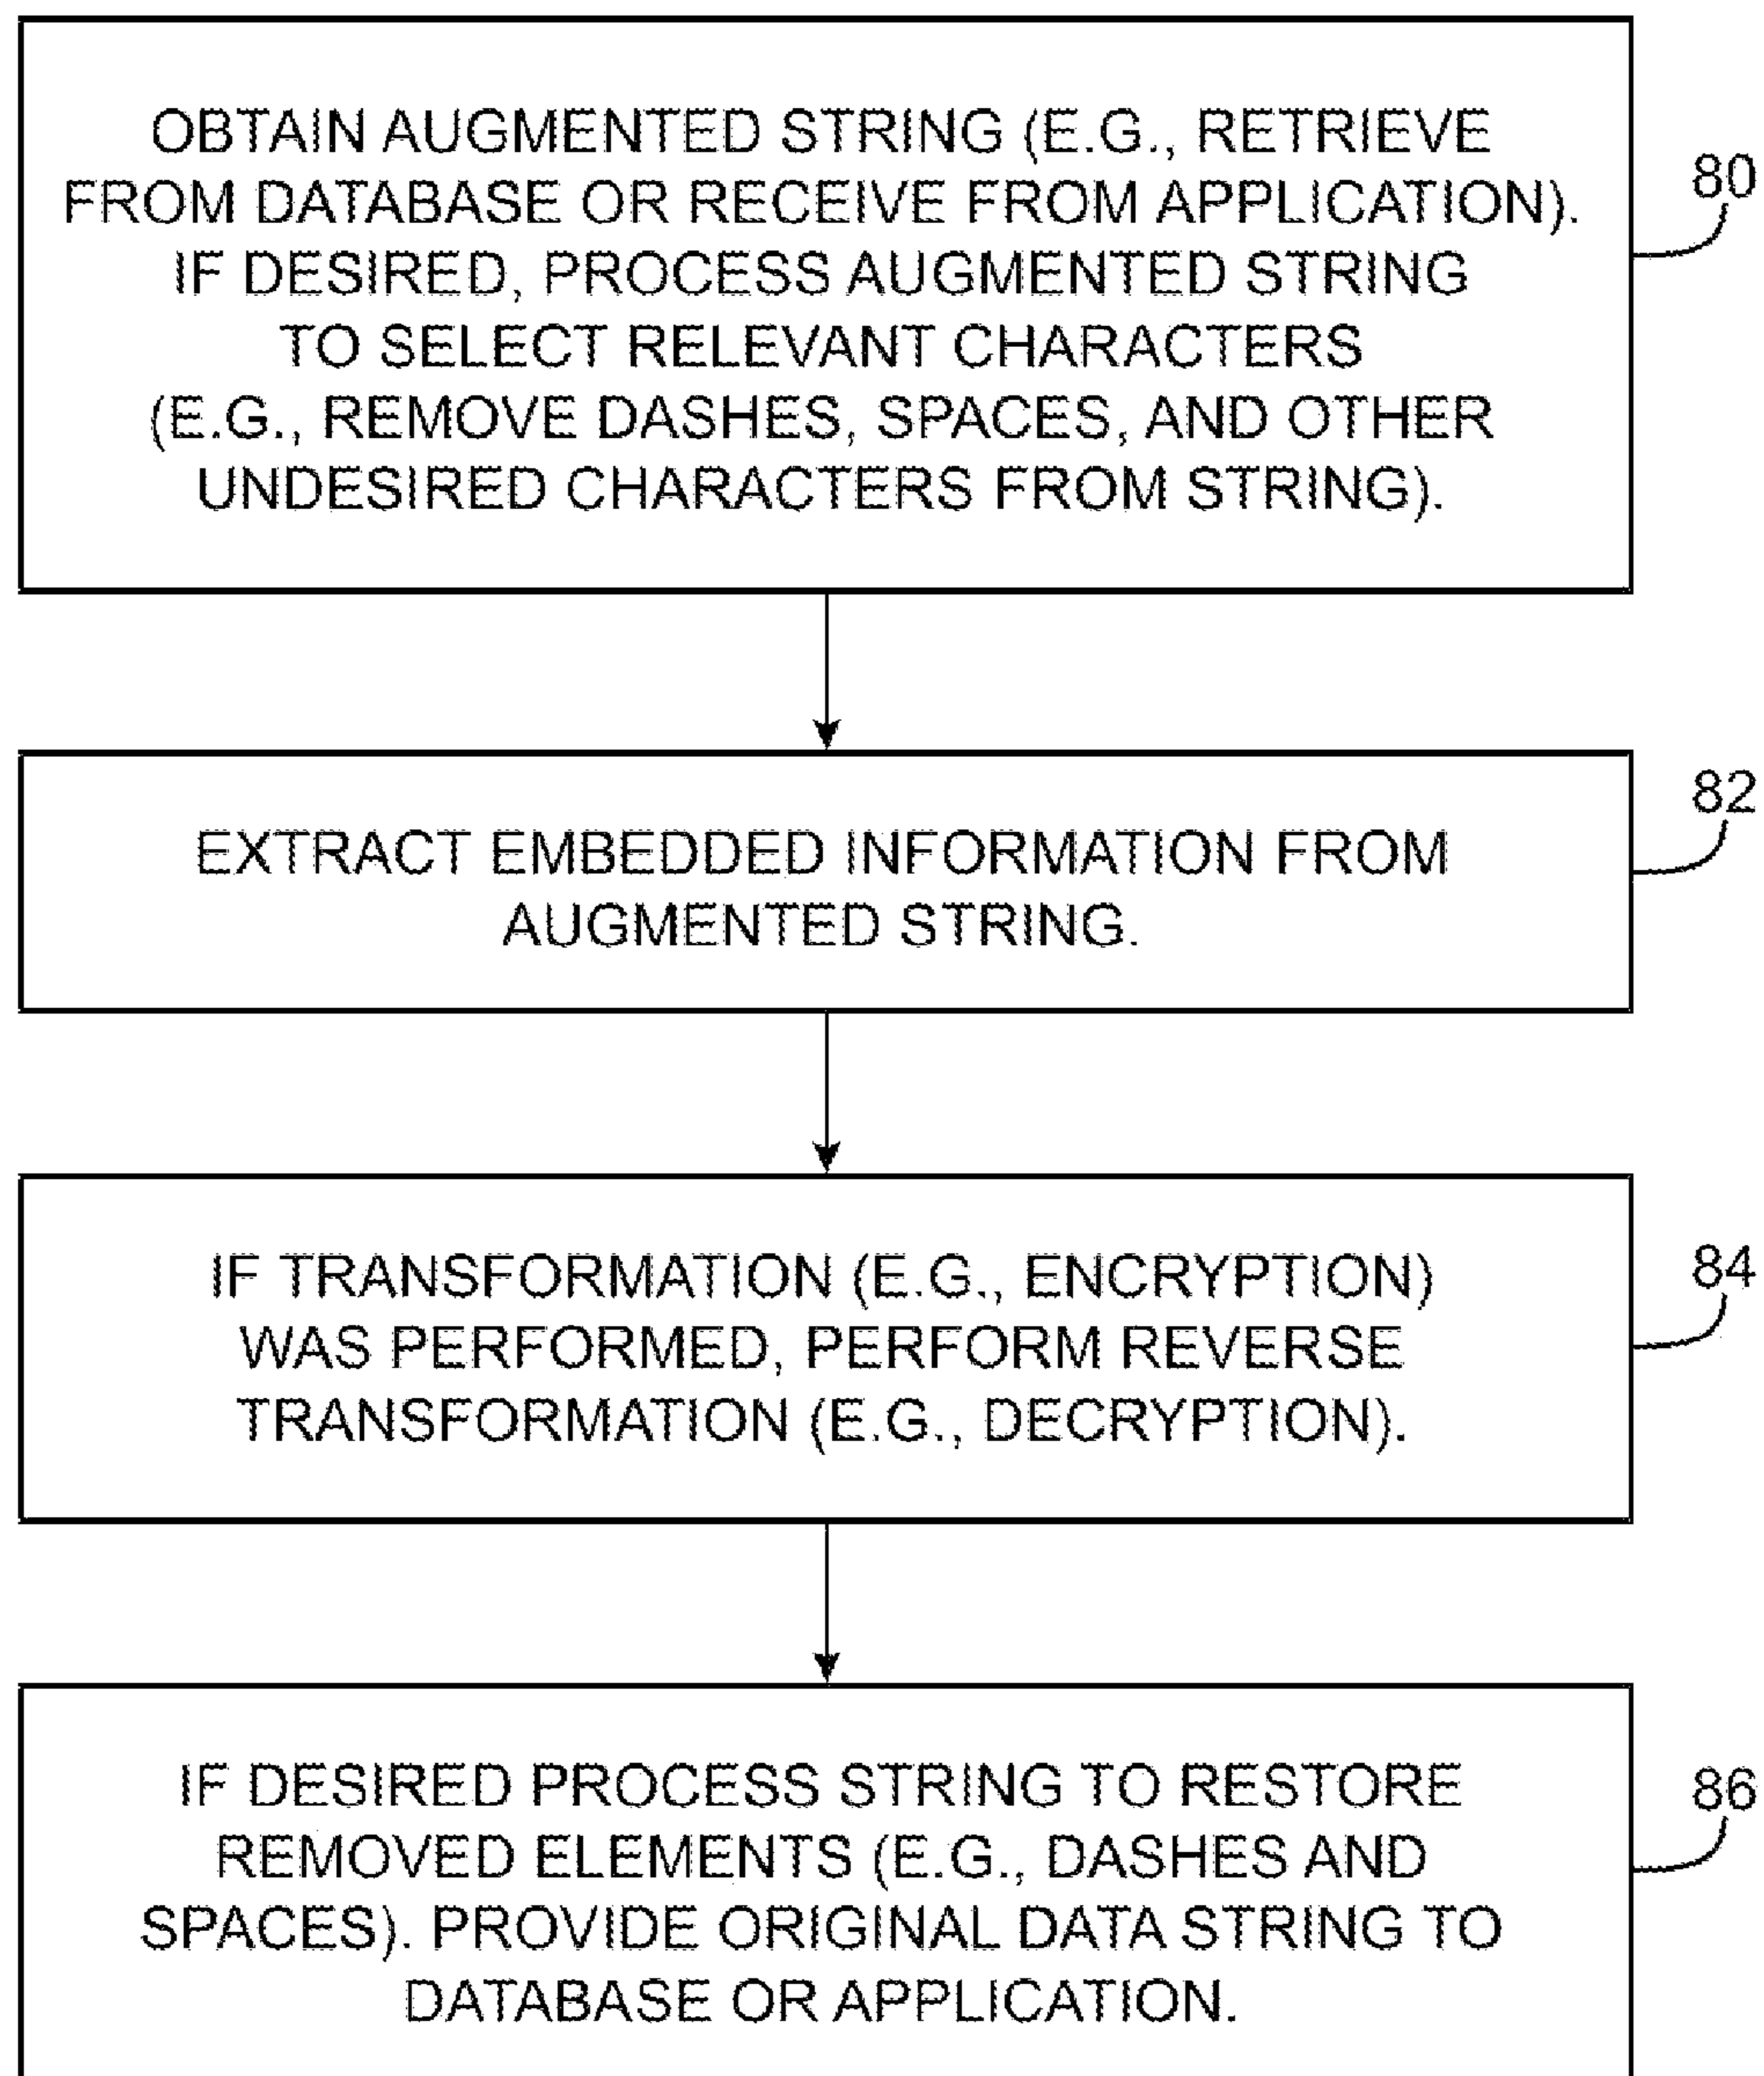 OBTAIN AUGMENTED STRING (E.G., RETRIEVE
FROM DATABASE OR RECEIVE FROM APPLICATION).
IF DESIRED, PROCESS AUGMENTED STRING
TO SELECT RELEVANT CHARACTERS
(E.G., REMOVE DASHES, SPACES, AND OTHER
UNDESIRED CHARACTERS FROM STRING).
80
EXTRACT EMBEDDED INFORMATION FROM
AUGMENTED STRING.
82
IF TRANSFORMATION (E.G., ENCRYPTION)
WAS PERFORMED, PERFORM REVERSE
TRANSFORMATION (E.G., DECRYPTION).
84
IF DESIRED PROCESS STRING TO RESTORE
REMOVED ELEMENTS (E.G., DASHES AND
SPACES). PROVIDE ORIGINAL DATA STRING TO
DATABASE OR APPLICATION.
86